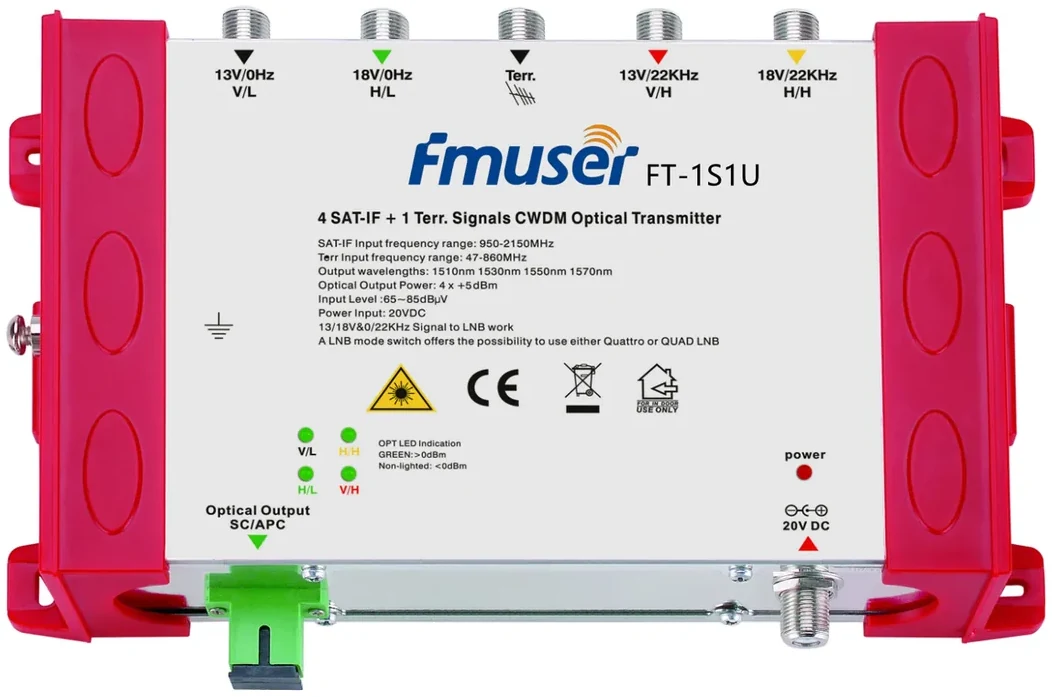 13V/0Hz
V/L
18V/0Hz
H/L
Terr.
13V/22KHz
V/H
18V/22KHz
H/H
Fmuser FT-1S1U
4 SAT-IF + 1 Terr. Signals CWDM Optical Transmitter
SAT-IF Input frequency range: 950-2150MHz
Terr Input frequency range: 47-860MHz
Output wavelengths: 1510nm 1530nm 1550nm 1570nm
Optical Output Power: 4 x +5dBm
Input Level :65~85dBµV
Power Input: 20VDC
13/18V&0/22KHz Signal to LNB work
A LNB mode switch offers the possibility to use either Quattro or QUAD LNB
CE
FOR IN DOOR
USE ONLY
V/L
H/H
H/L
V/H
OPT LED Indication
GREEN:>0dBm
Non-lighted: <0dBm
Optical Output
SC/APC
power
20V DC